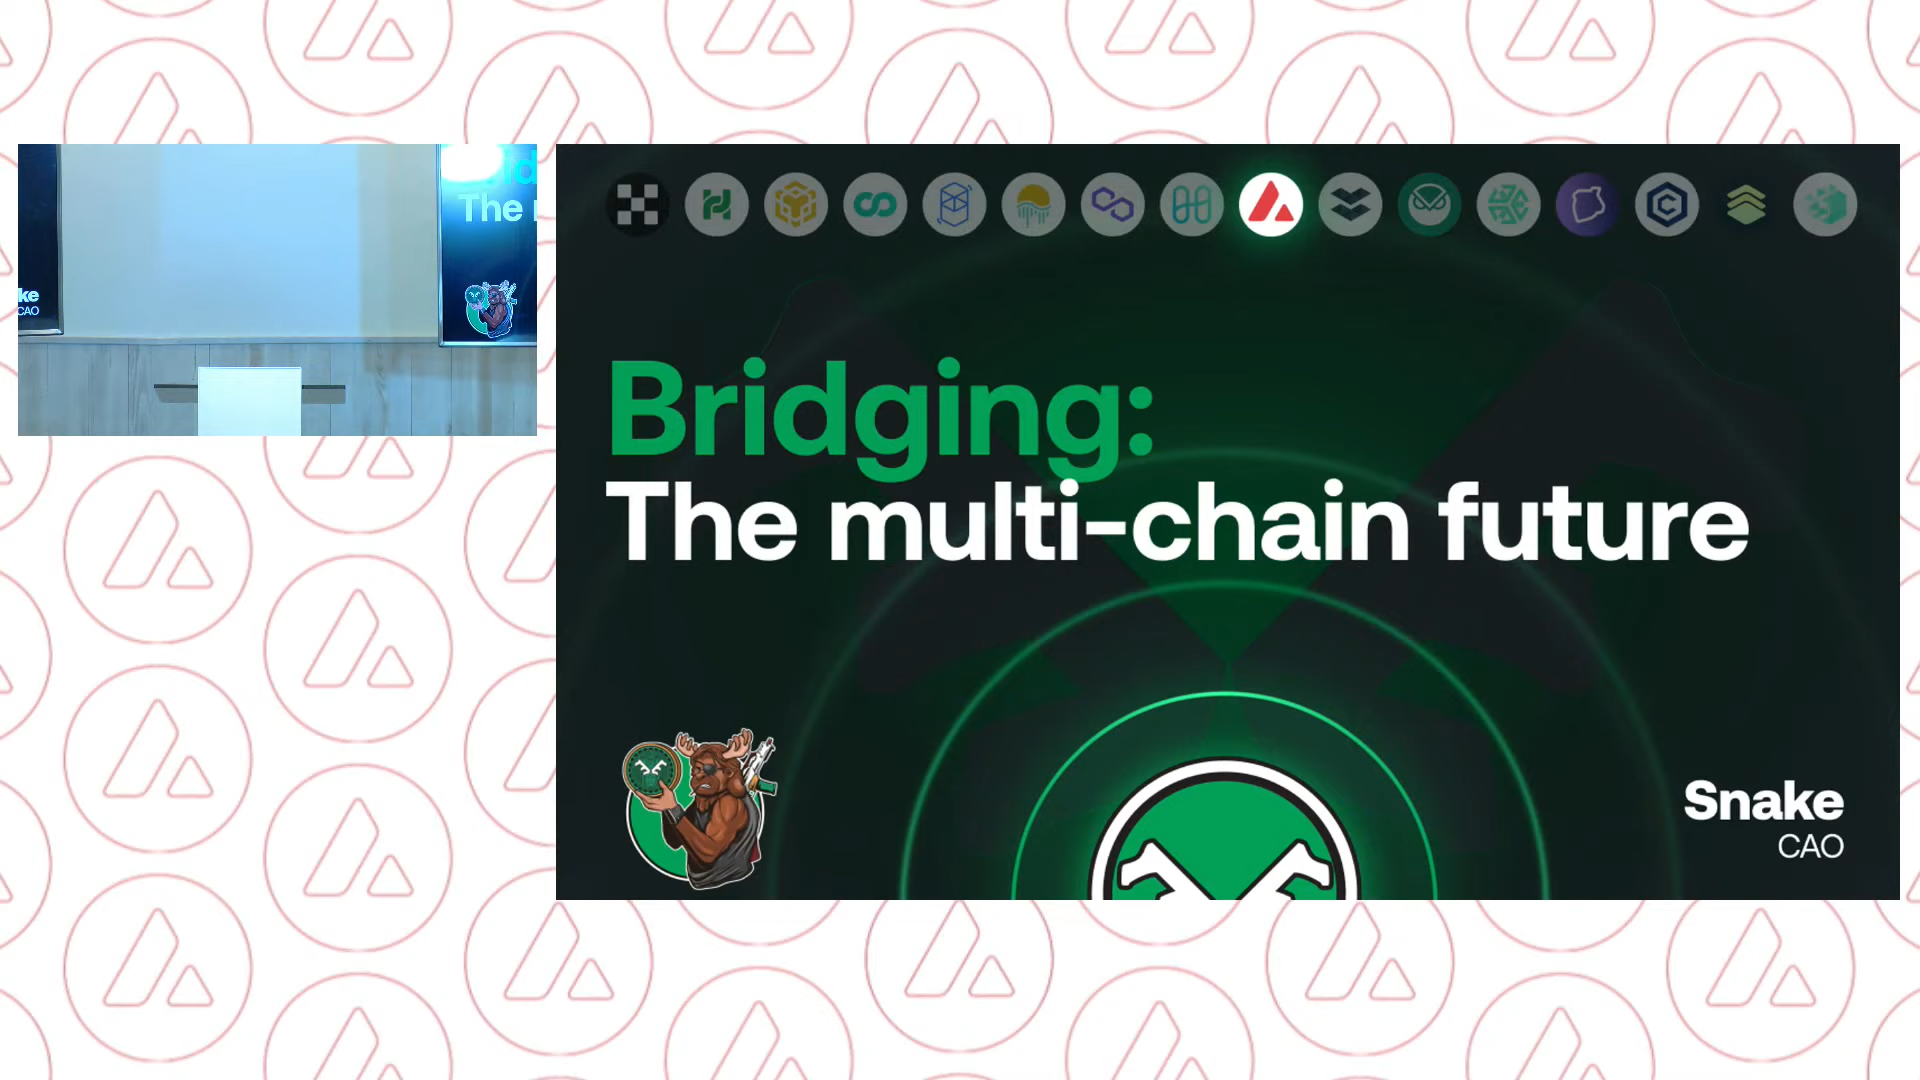 Bridging:
The multi-chain future
Snake
CAO
The
ke
CAO